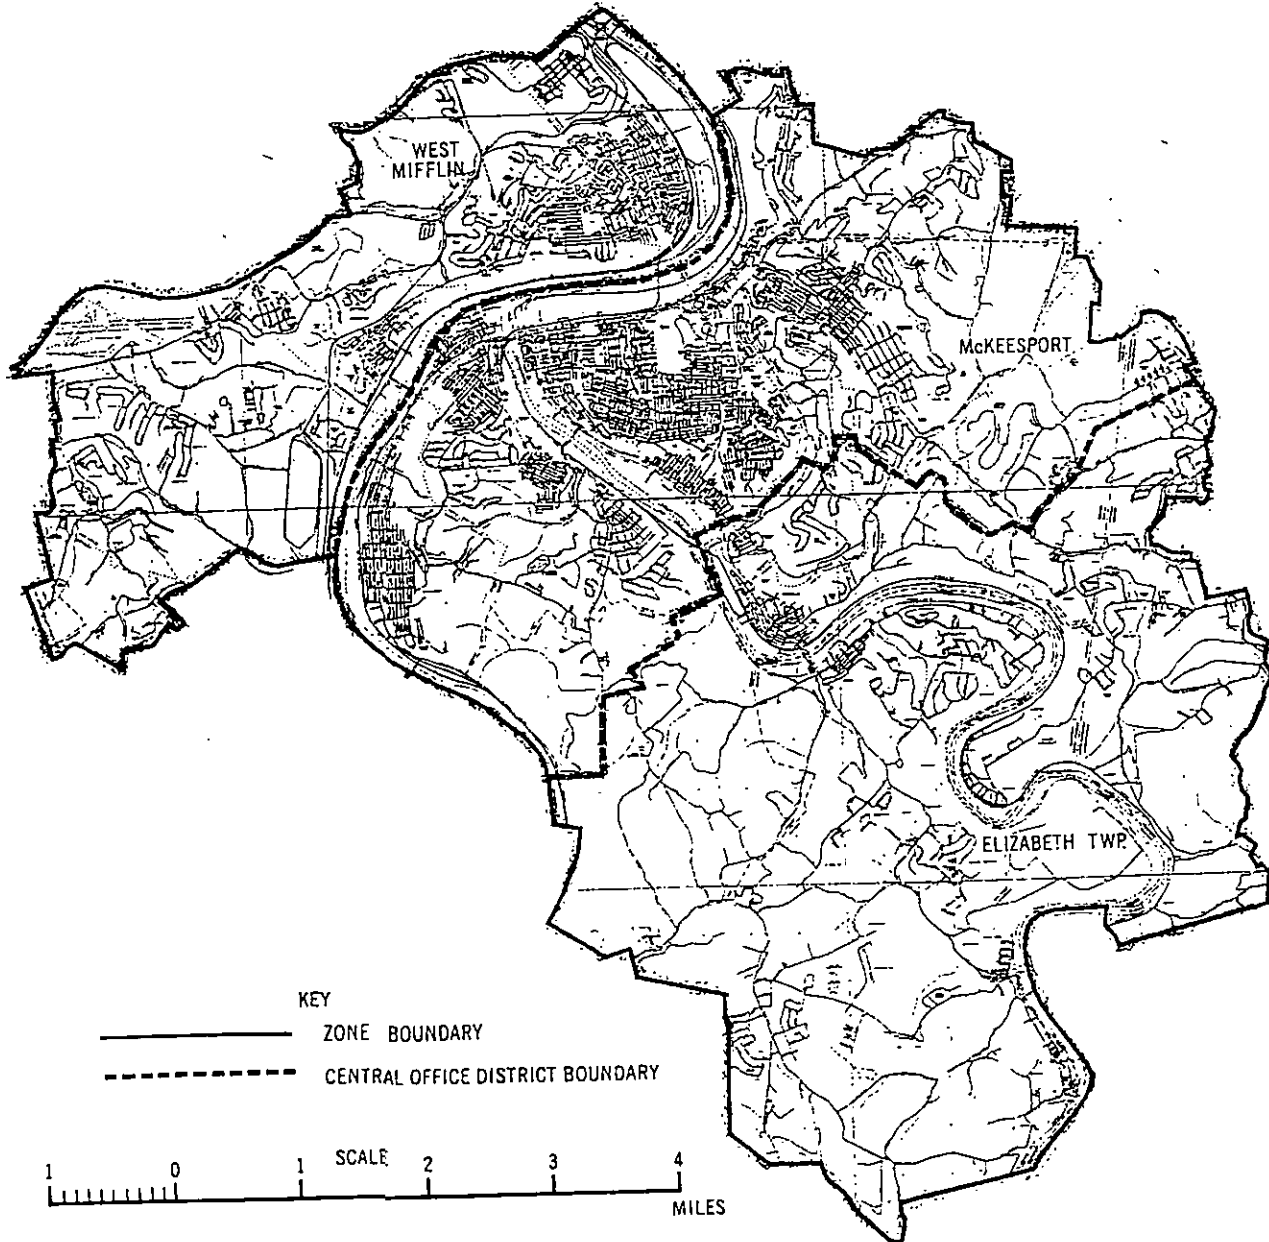 WEST
MIFFLIN
McKEESPORT
ELIZABETH TWP.
KEY
ZONE BOUNDARY
CENTRAL OFFICE DISTRICT BOUNDARY
SCALE
1 0 1 2 3 4
MILES